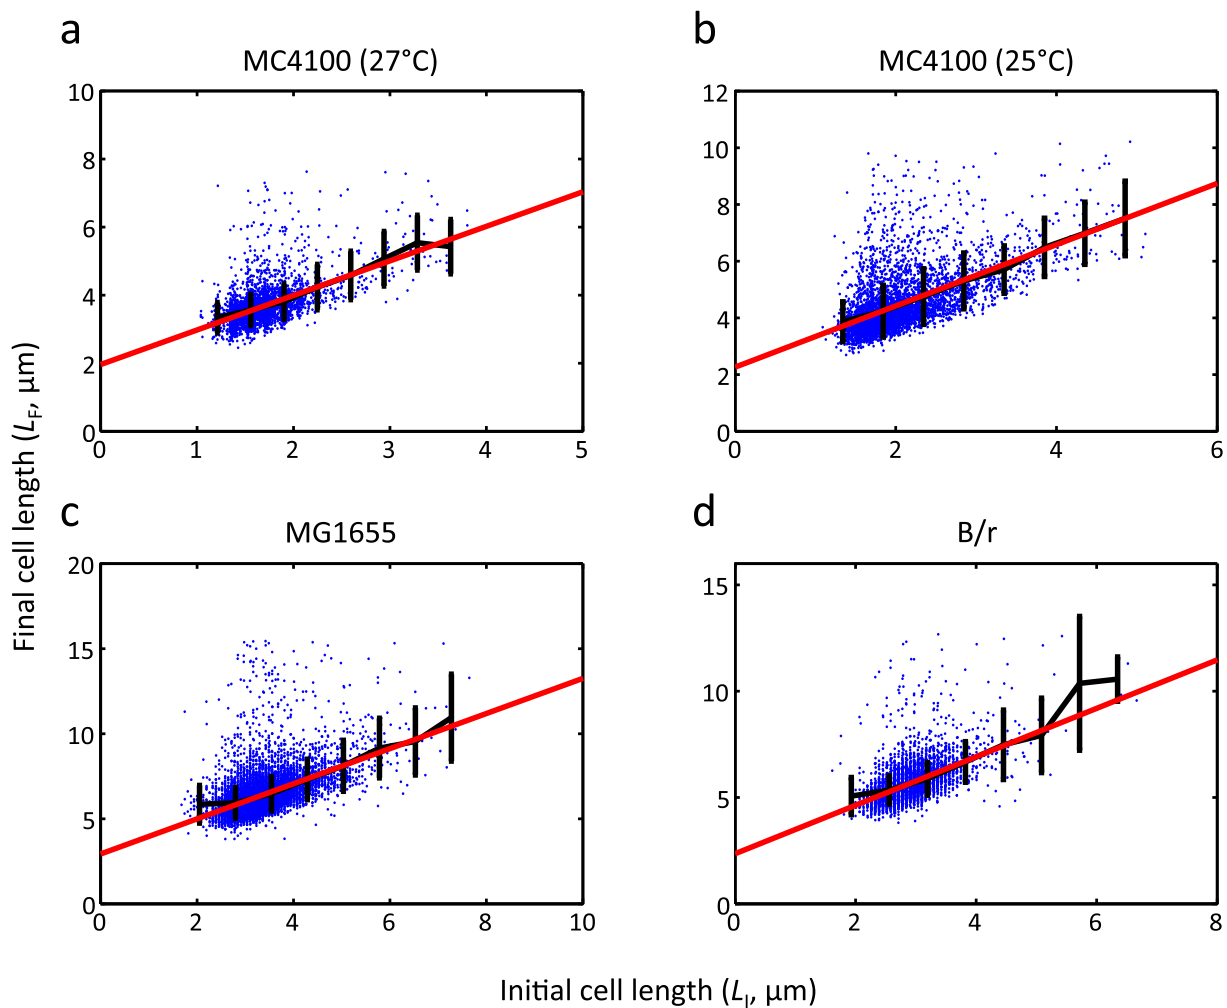 a
MC4100 (27°C)
10
8
6
4
2
0
0 1 2 3 4 5
b
MC4100 (25°C)
12
10
8
6
4
2
0
0 2 4 6
Final cell length (LF, µm)
c
MG1655
20
15
10
5
0
0 2 4 6 8 10
d
B/r
15
10
5
0
0 2 4 6 8
Initial cell length (LI, µm)